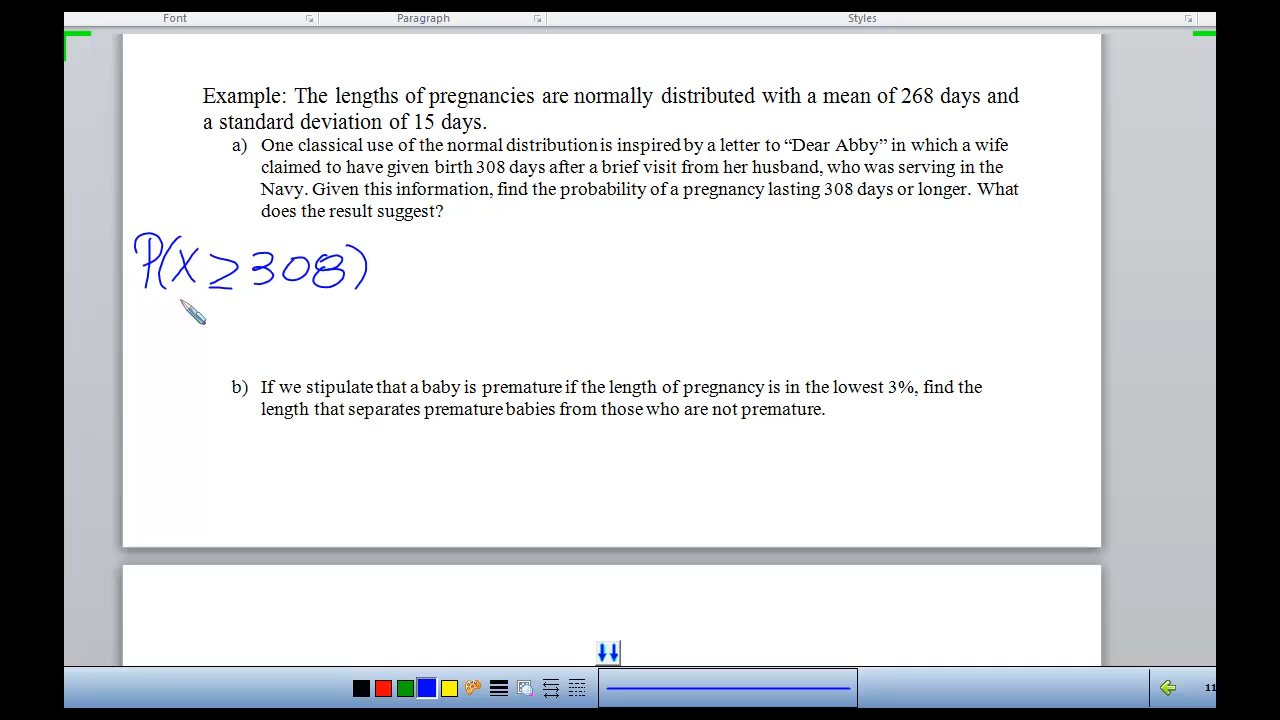 Font Paragraph Styles
Example: The lengths of pregnancies are normally distributed with a mean of 268 days and
a standard deviation of 15 days.
a) One classical use of the normal distribution is inspired by a letter to “Dear Abby” in which a wife
claimed to have given birth 308 days after a brief visit from her husband, who was serving in the
Navy. Given this information, find the probability of a pregnancy lasting 308 days or longer. What
does the result suggest?
P(X ≥ 308)
b) If we stipulate that a baby is premature if the length of pregnancy is in the lowest 3%, find the
length that separates premature babies from those who are not premature.
11